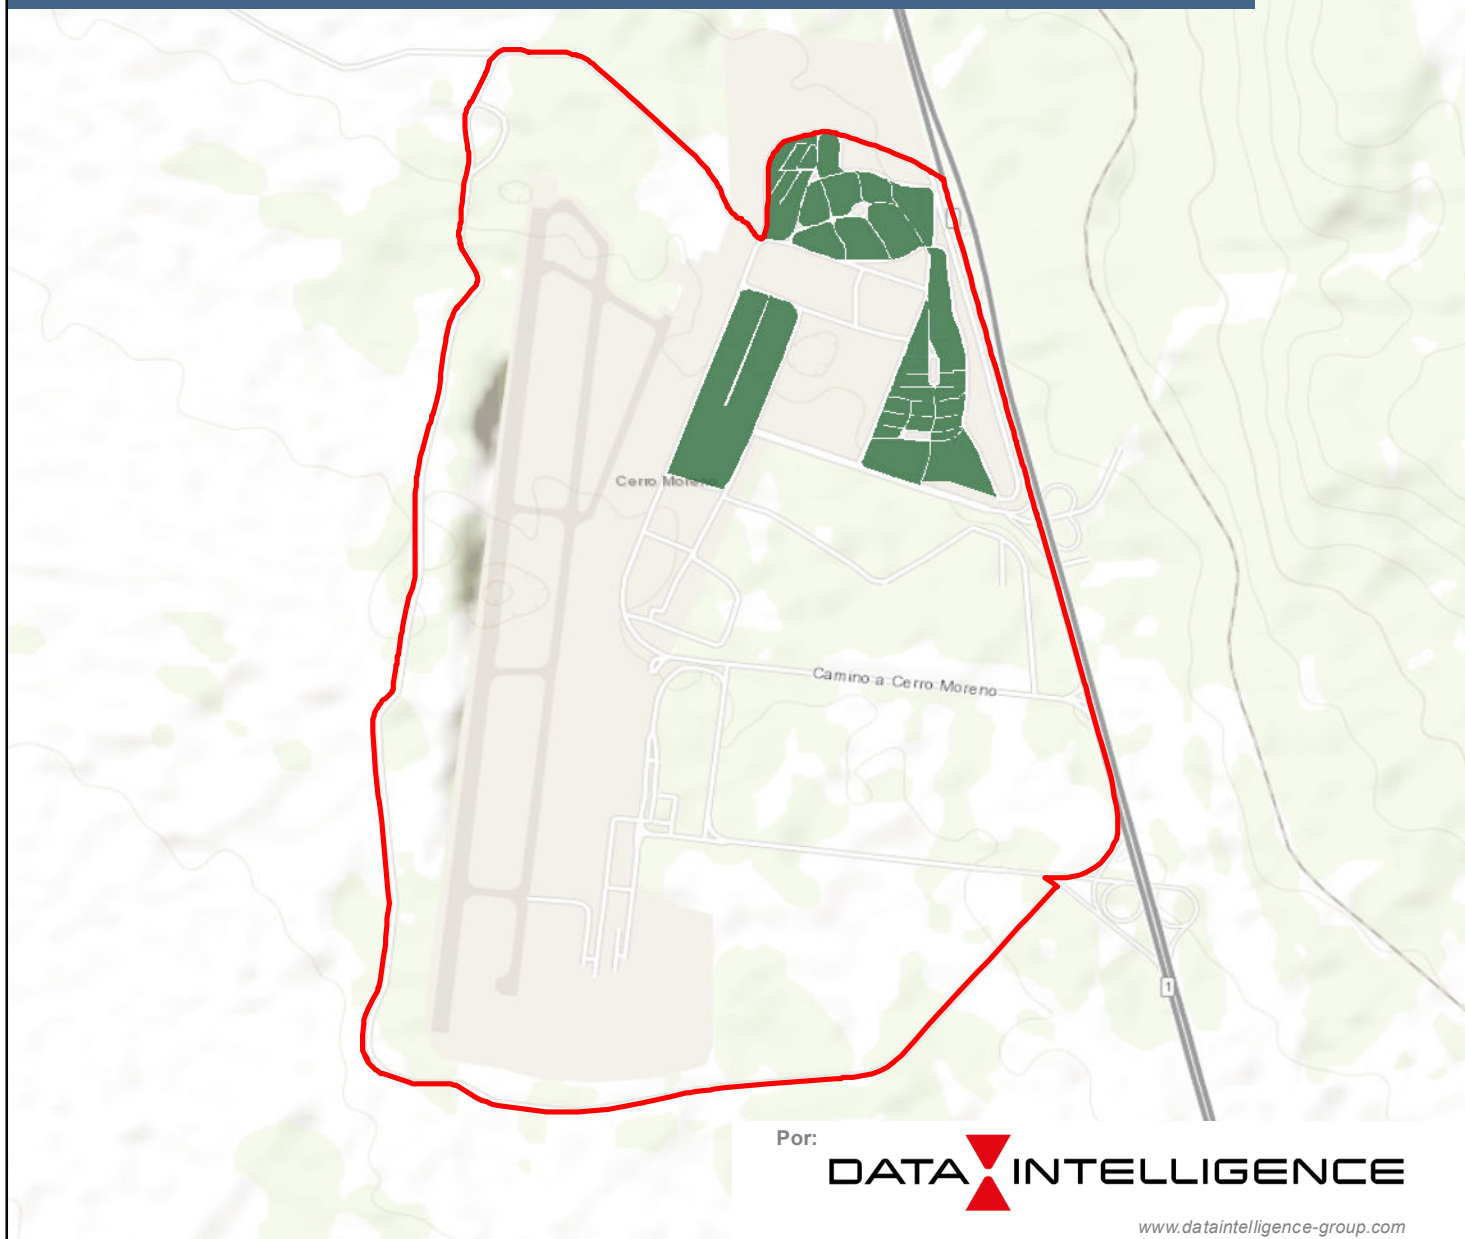 Cerro Moreno
Camino a Cerro Moreno
1
Por:
DATA INTELLIGENCE
www.dataintelligence-group.com